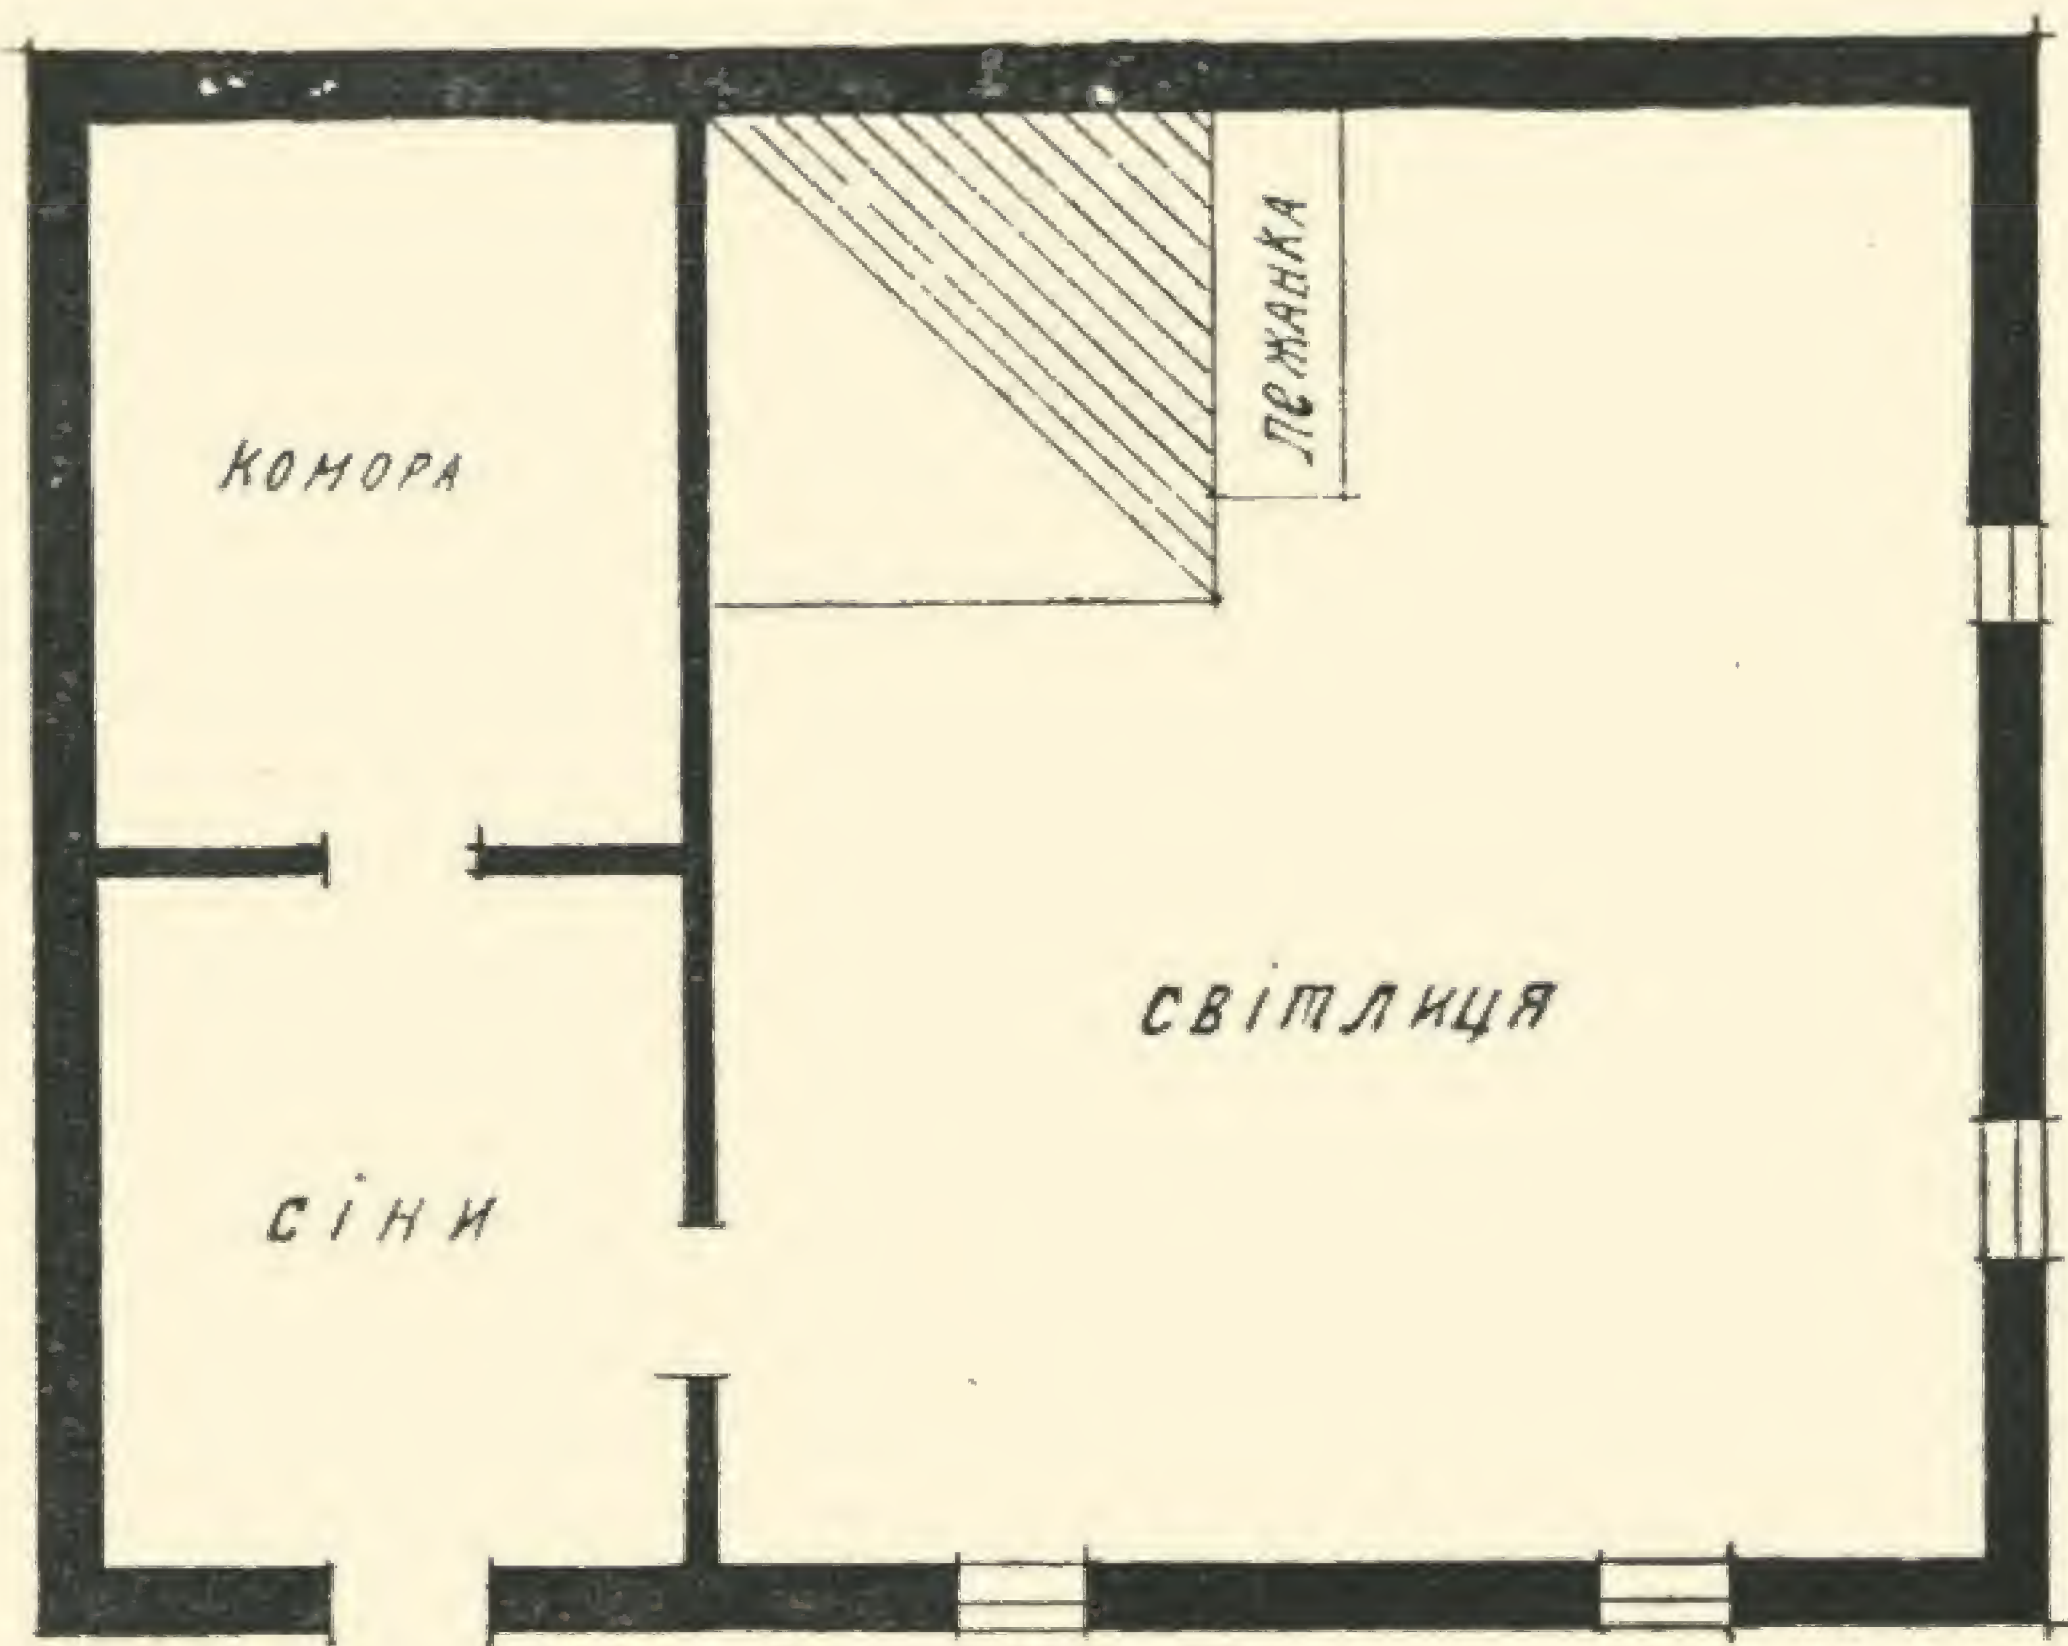 лежанка
комора
світлиця
сіни